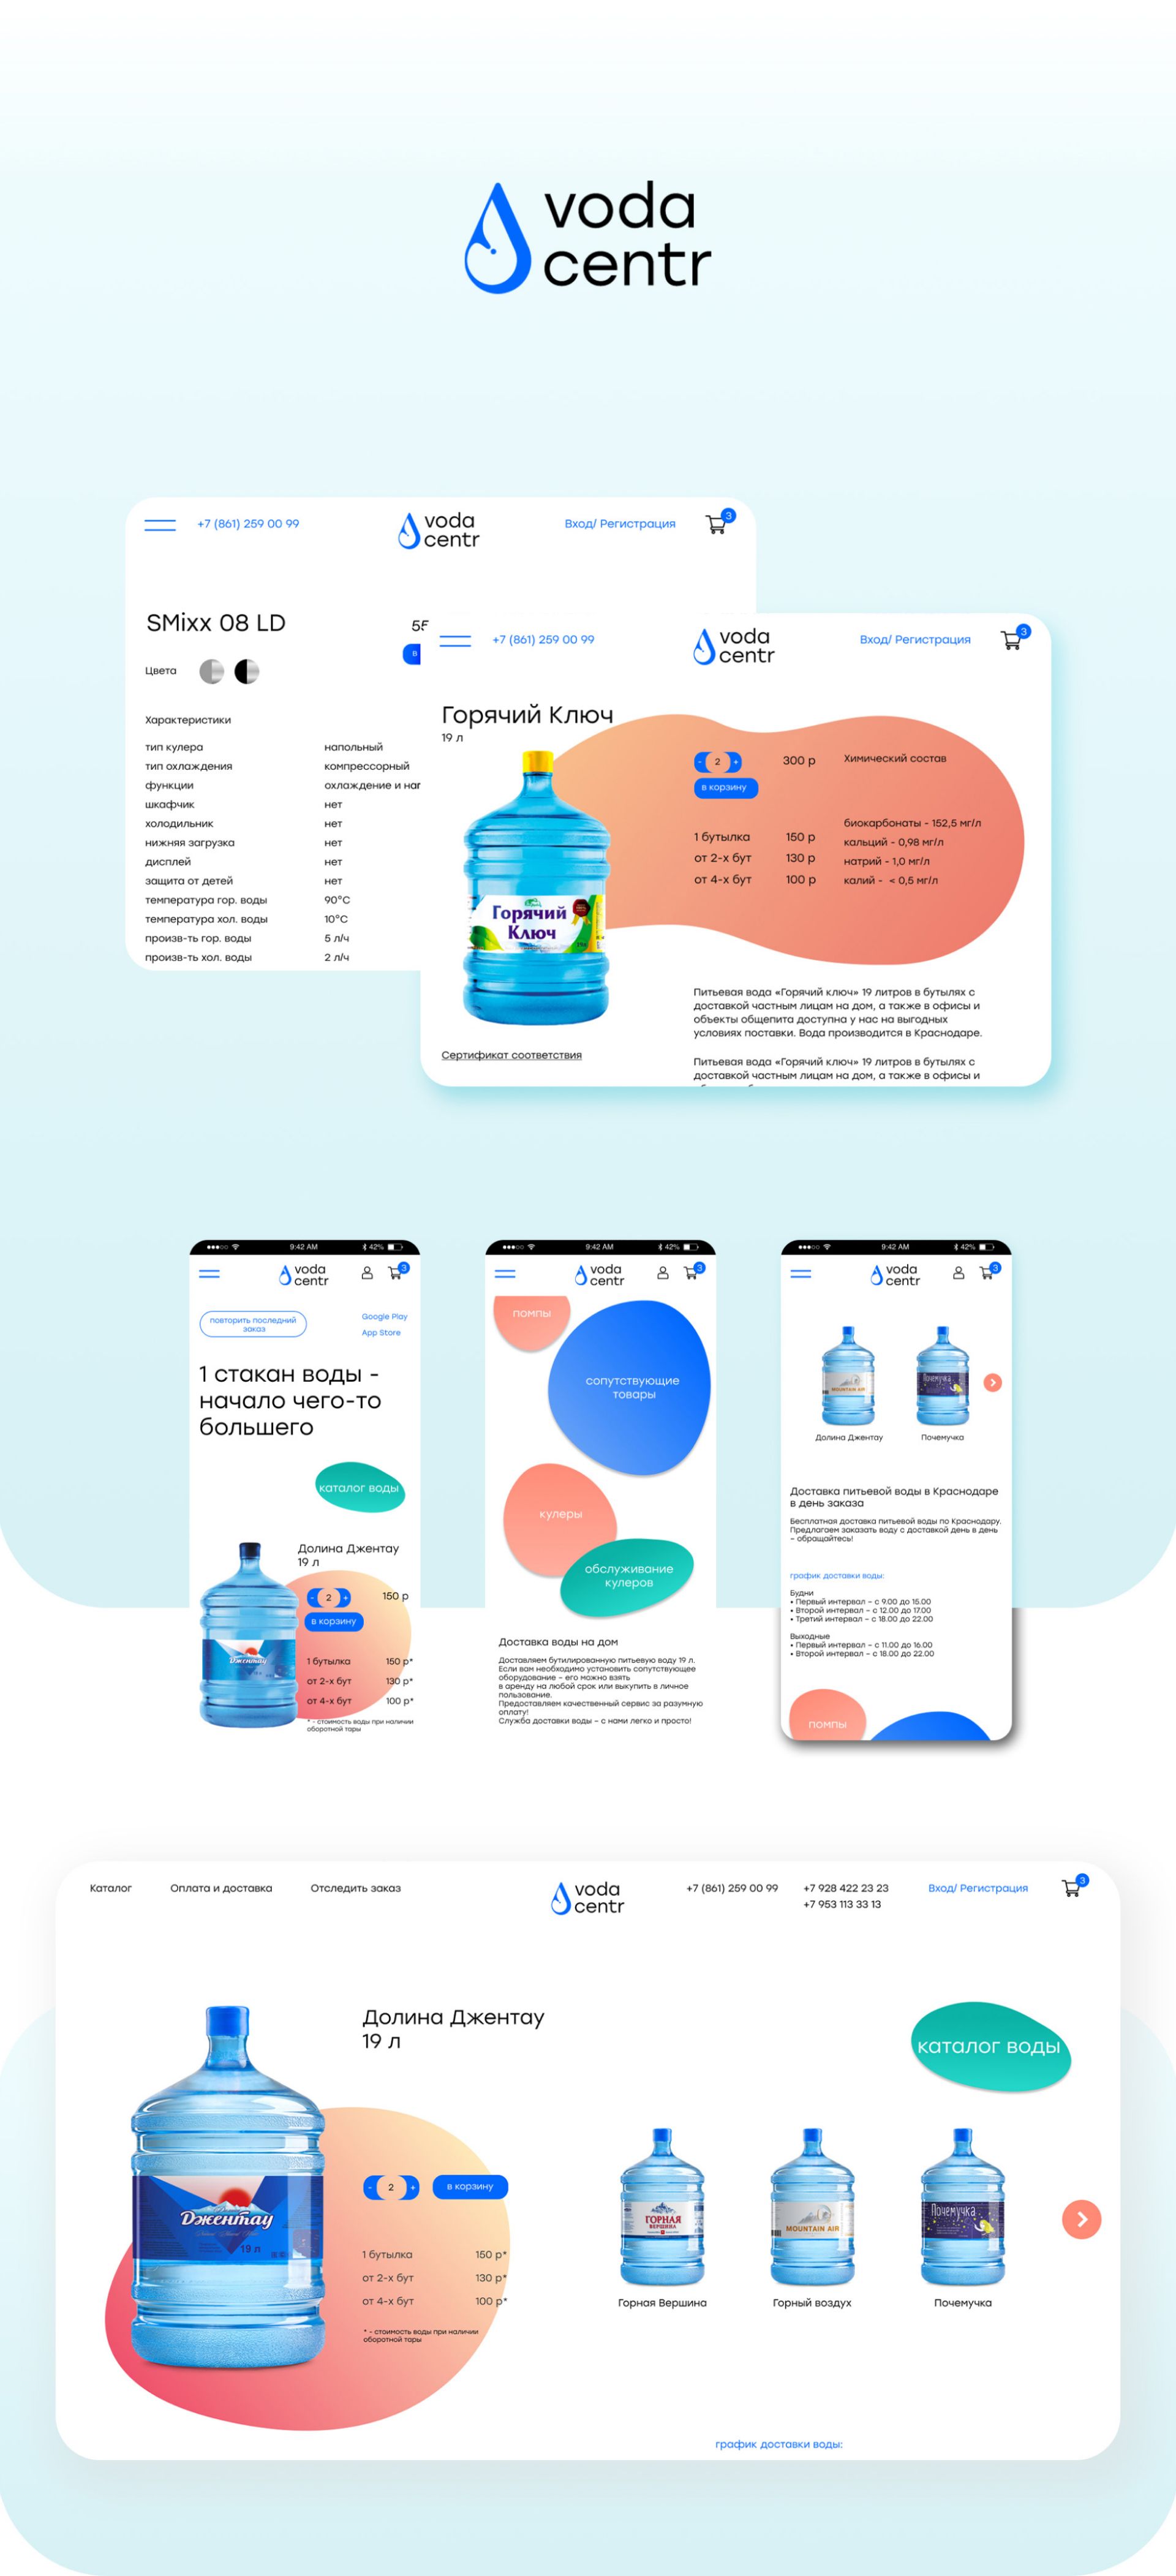 voda
centr
+7 (861) 259 00 99
voda
centr
Вход/ Регистрация
3
SMixx 08 LD
Цвета
Характеристики
тип кулера напольный
тип охлаждения компрессорный
функции охлаждение и наг
шкафчик нет
холодильник нет
нижняя загрузка нет
дисплей нет
защита от детей нет
температура гор. воды 90°C
температура хол. воды 10°C
произв-ть гор. воды 5 л/ч
произв-ть хол. воды 2 л/ч
+7 (861) 259 00 99
voda
centr
Вход/ Регистрация
3
Горячий Ключ
19 л
- 2 + 300 р
в корзину
1 бутылка 150 р
от 2-х бут 130 р
от 4-х бут 100 р
Химический состав
биокарбонаты - 152,5 мг/л
кальций - 0,98 мг/л
натрий - 1,0 мг/л
калий - < 0,5 мг/л
Горячий
Ключ
Питьевая вода «Горячий ключ» 19 литров в бутылях с
доставкой частным лицам на дом, а также в офисы и
объекты общепита доступна у нас на выгодных
условиях поставки. Вода производится в Краснодаре.
Питьевая вода «Горячий ключ» 19 литров в бутылях с
доставкой частным лицам на дом, а также в офисы и
Сертификат соответствия
9:42 AM 42%
voda
centr
3
повторить последний
заказ
Google Play
App Store
1 стакан воды -
начало чего-то
большего
каталог воды
Долина Джентау
19 л
- 2 + 150 р
в корзину
Джентау
1 бутылка 150 р*
от 2-х бут 130 р*
от 4-х бут 100 р*
* - стоимость воды при наличии
оборотной тары
9:42 AM 42%
voda
centr
3
помпы
сопутствующие
товары
кулеры
обслуживание
кулеров
Доставка воды на дом
Доставляем бутилированную питьевую воду 19 л.
Если вам необходимо установить сопутствующее
оборудование – его можно взять
в аренду на любой срок или выкупить в личное
пользование.
Предоставляем качественный сервис за разумную
оплату!
Служба доставки воды – с нами легко и просто!
9:42 AM 42%
voda
centr
3
MOUNTAIN AIR
Почемучка
Долина Джентау
Почемучка
Доставка питьевой воды в Краснодаре
в день заказа
Бесплатная доставка питьевой воды по Краснодару.
Предлагаем заказать воду с доставкой день в день
– обращайтесь!
график доставки воды:
Будни
• Первый интервал – с 9.00 до 15.00
• Второй интервал – с 12.00 до 17.00
• Третий интервал – с 18.00 до 22.00
Выходные
• Первый интервал – с 11.00 до 16.00
• Второй интервал – с 18.00 до 22.00
помпы
Каталог
Оплата и доставка
Отследить заказ
voda
centr
+7 (861) 259 00 99
+7 928 422 23 23
+7 953 113 33 13
Вход/ Регистрация
3
Долина Джентау
19 л
каталог воды
Джентау
19 л
- 2 +
в корзину
1 бутылка 150 р*
от 2-х бут 130 р*
от 4-х бут 100 р*
* - стоимость воды при наличии
оборотной тары
ГОРНАЯ
ВЕРШИНА
MOUNTAIN AIR
Почемучка
Горная Вершина
Горный воздух
Почемучка
график доставки воды: